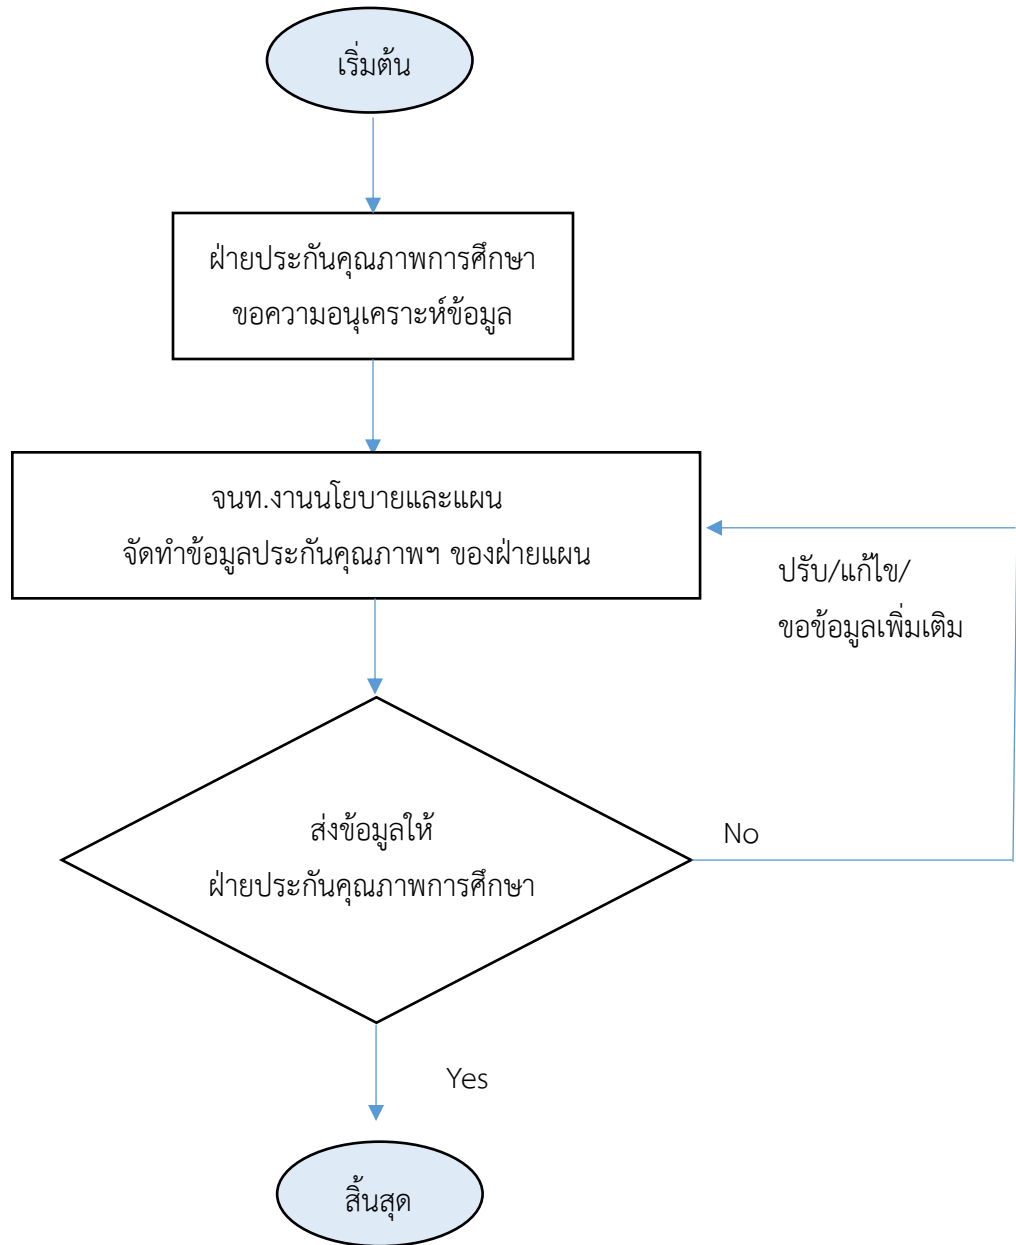 เริ่มต้น
ฝ่ายประกันคุณภาพการศึกษา
ขอความอนุเคราะห์ข้อมูล
จนท.งานนโยบายและแผน
จัดทำข้อมูลประกันคุณภาพฯ ของฝ่ายแผน
ปรับ/แก้ไข/
ขอข้อมูลเพิ่มเติม
ส่งข้อมูลให้
ฝ่ายประกันคุณภาพการศึกษา
No
Yes
สิ้นสุด